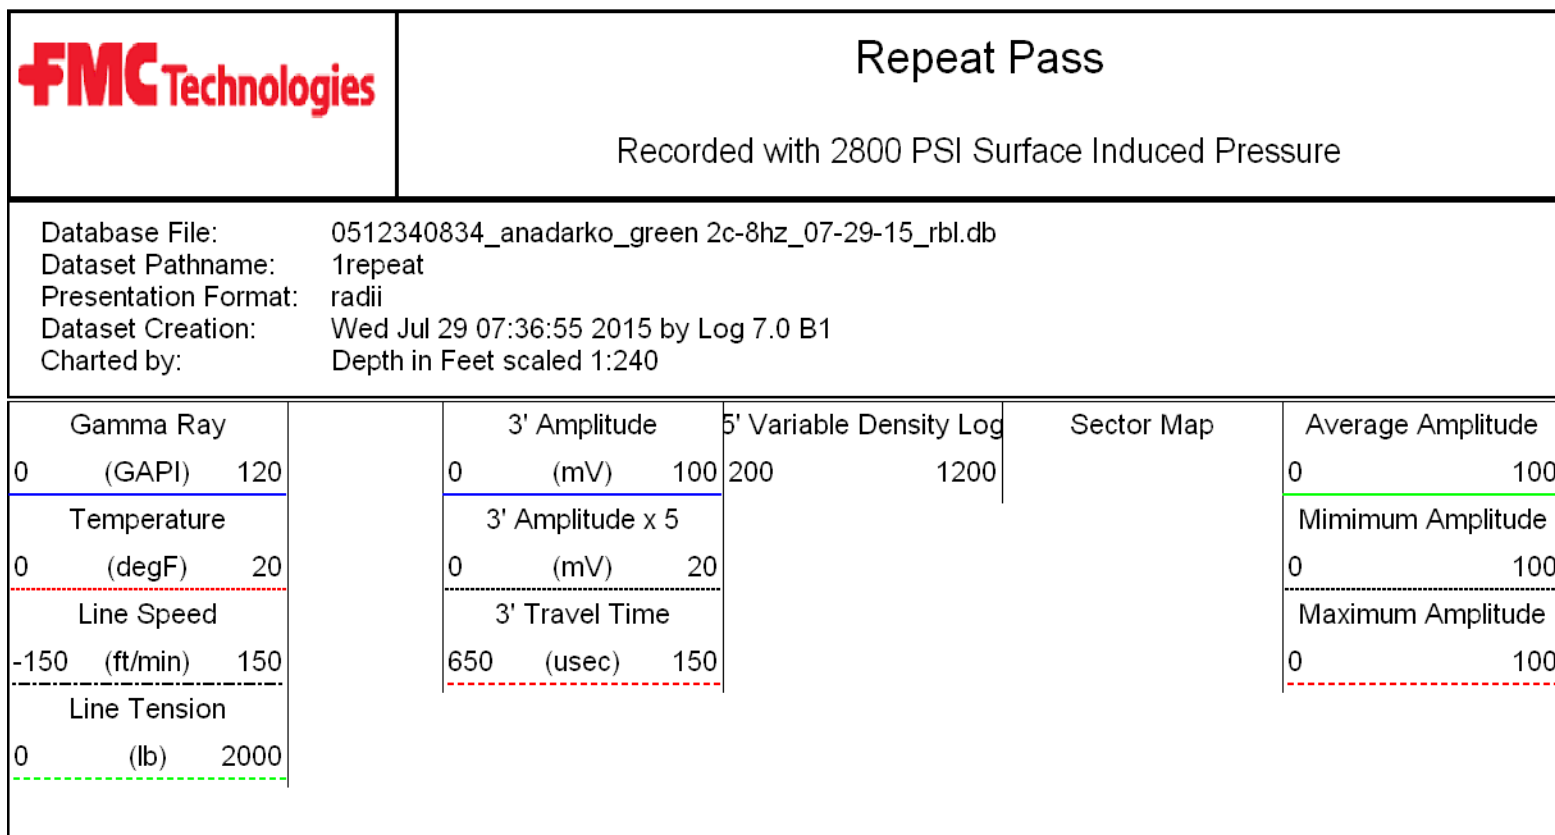 FMC Technologies
Repeat Pass
Recorded with 2800 PSI Surface Induced Pressure
Database File: 0512340834_anadarko_green 2c-8hz_07-29-15_rbl.db
Dataset Pathname: 1repeat
Presentation Format: radii
Dataset Creation: Wed Jul 29 07:36:55 2015 by Log 7.0 B1
Charted by: Depth in Feet scaled 1:240
Gamma Ray
0 (GAPI) 120
Temperature
0 (degF) 20
Line Speed
-150 (ft/min) 150
Line Tension
0 (lb) 2000
3' Amplitude
0 (mV) 100
3' Amplitude x 5
0 (mV) 20
3' Travel Time
650 (usec) 150
5' Variable Density Log
200 1200
Sector Map
Average Amplitude
0 100
Mimimum Amplitude
0 100
Maximum Amplitude
0 100